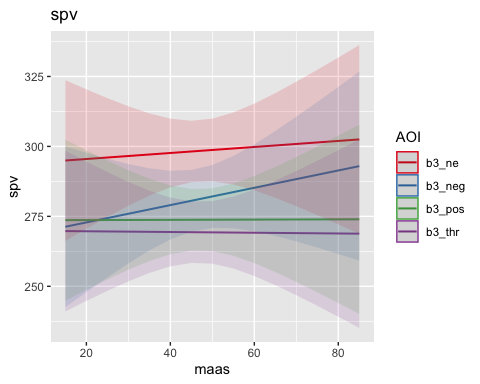 spv
325
300
275
250
spv
20 40 60 80
maas
AOI
b3_ne
b3_neg
b3_pos
b3_thr